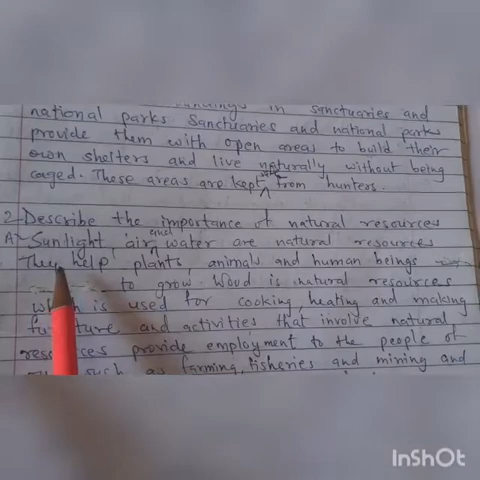 in sanctuaries and
national parks. Sanctuaries and national parks
provide them with open areas to build their
own shelters and live naturally without being
caged. These areas are kept from hunters.
2- Describe the importance of natural resources
A- Sunlight, air and water are natural resources
They help plants, animals and human beings
to grow. Wood is natural resources
which is used for cooking, heating and making
furniture and activities that involve natural
resources provide employment to the people of
such as farming, fisheries and mining and
InShOt